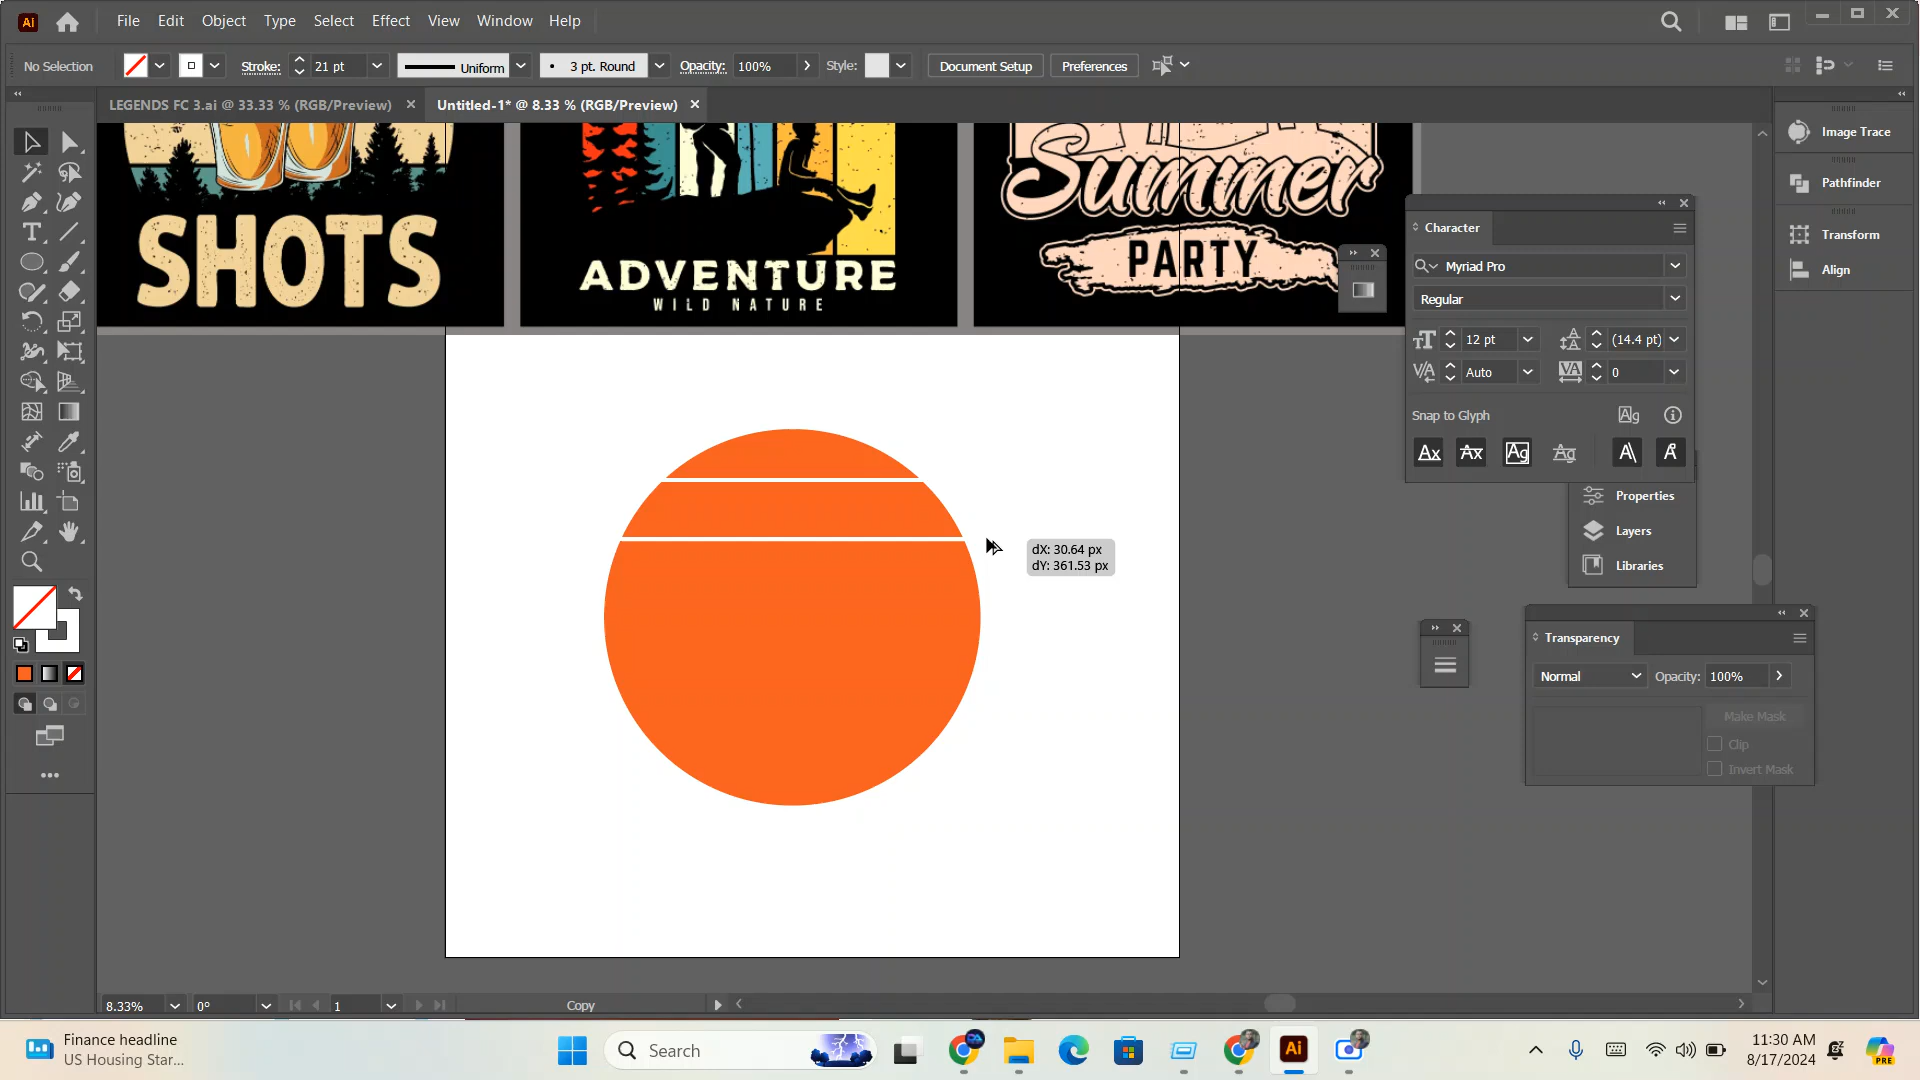 Ai File Edit Object Type Select Effect View Window Help
No Selection Stroke: 21 pt Uniform 3 pt. Round Opacity: 100% Style: Document Setup Preferences
LEGENDS FC 3.ai @ 33.33 % (RGB/Preview) Untitled-1* @ 8.33 % (RGB/Preview)
SHOTS
ADVENTURE
WILD NATURE
Summer
PARTY
dX: 30.64 px
dY: 361.53 px
Image Trace
Pathfinder
Transform
Align
Character
Myriad Pro
Regular
12 pt (14.4 pt)
Auto 0
Snap to Glyph
Properties
Layers
Libraries
Transparency
Normal Opacity: 100%
Make Mask
Clip
Invert Mask
8.33% 0° 1 Copy
Finance headline
US Housing Star...
Search
Ai
11:30 AM
8/17/2024
PRE